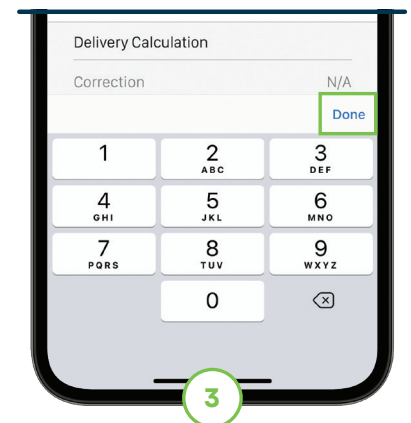 Delivery Calculation
Correction N/A
Done
1 2 3
ABC DEF
4 5 6
GHI JKL MNO
7 8 9
PQRS TUV WXYZ
0
3